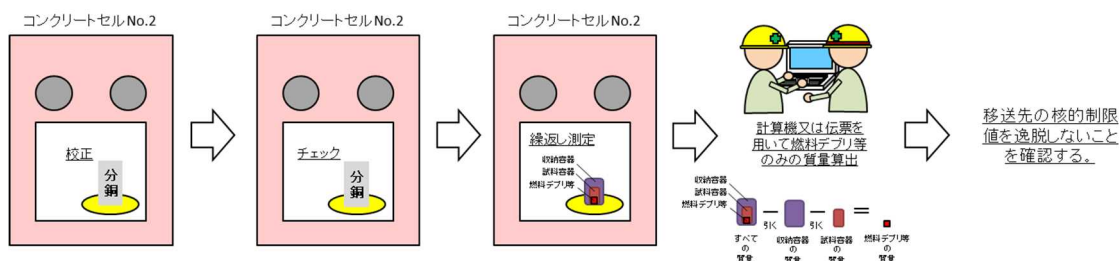 コンクリートセルNo.2
校正
分
銅
コンクリートセルNo.2
チェック
分
銅
コンクリートセルNo.2
繰返し測定
収納容器
試料容器
燃料デブリ等
計算機又は伝票を
用いて燃料デブリ等
のみの質量算出
収納容器
試料容器
燃料デブリ等
引く
引く
=
すべて
の
質量
収納容器
の
質量
試料容器
の
質量
燃料デブリ等
の
質量
移送先の核的制限
値を逸脱しないこと
を確認する。